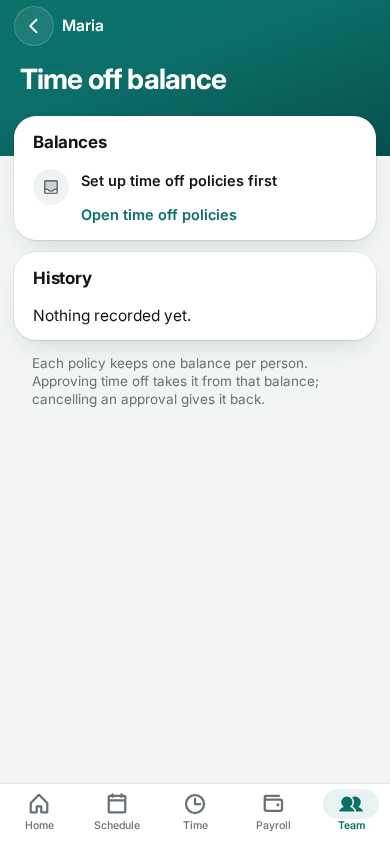 Maria
Time off balance
Balances
Set up time off policies first
Open time off policies
History
Nothing recorded yet.
Each policy keeps one balance per person.
Approving time off takes it from that balance;
cancelling an approval gives it back.
Home
Schedule
Time
Payroll
Team